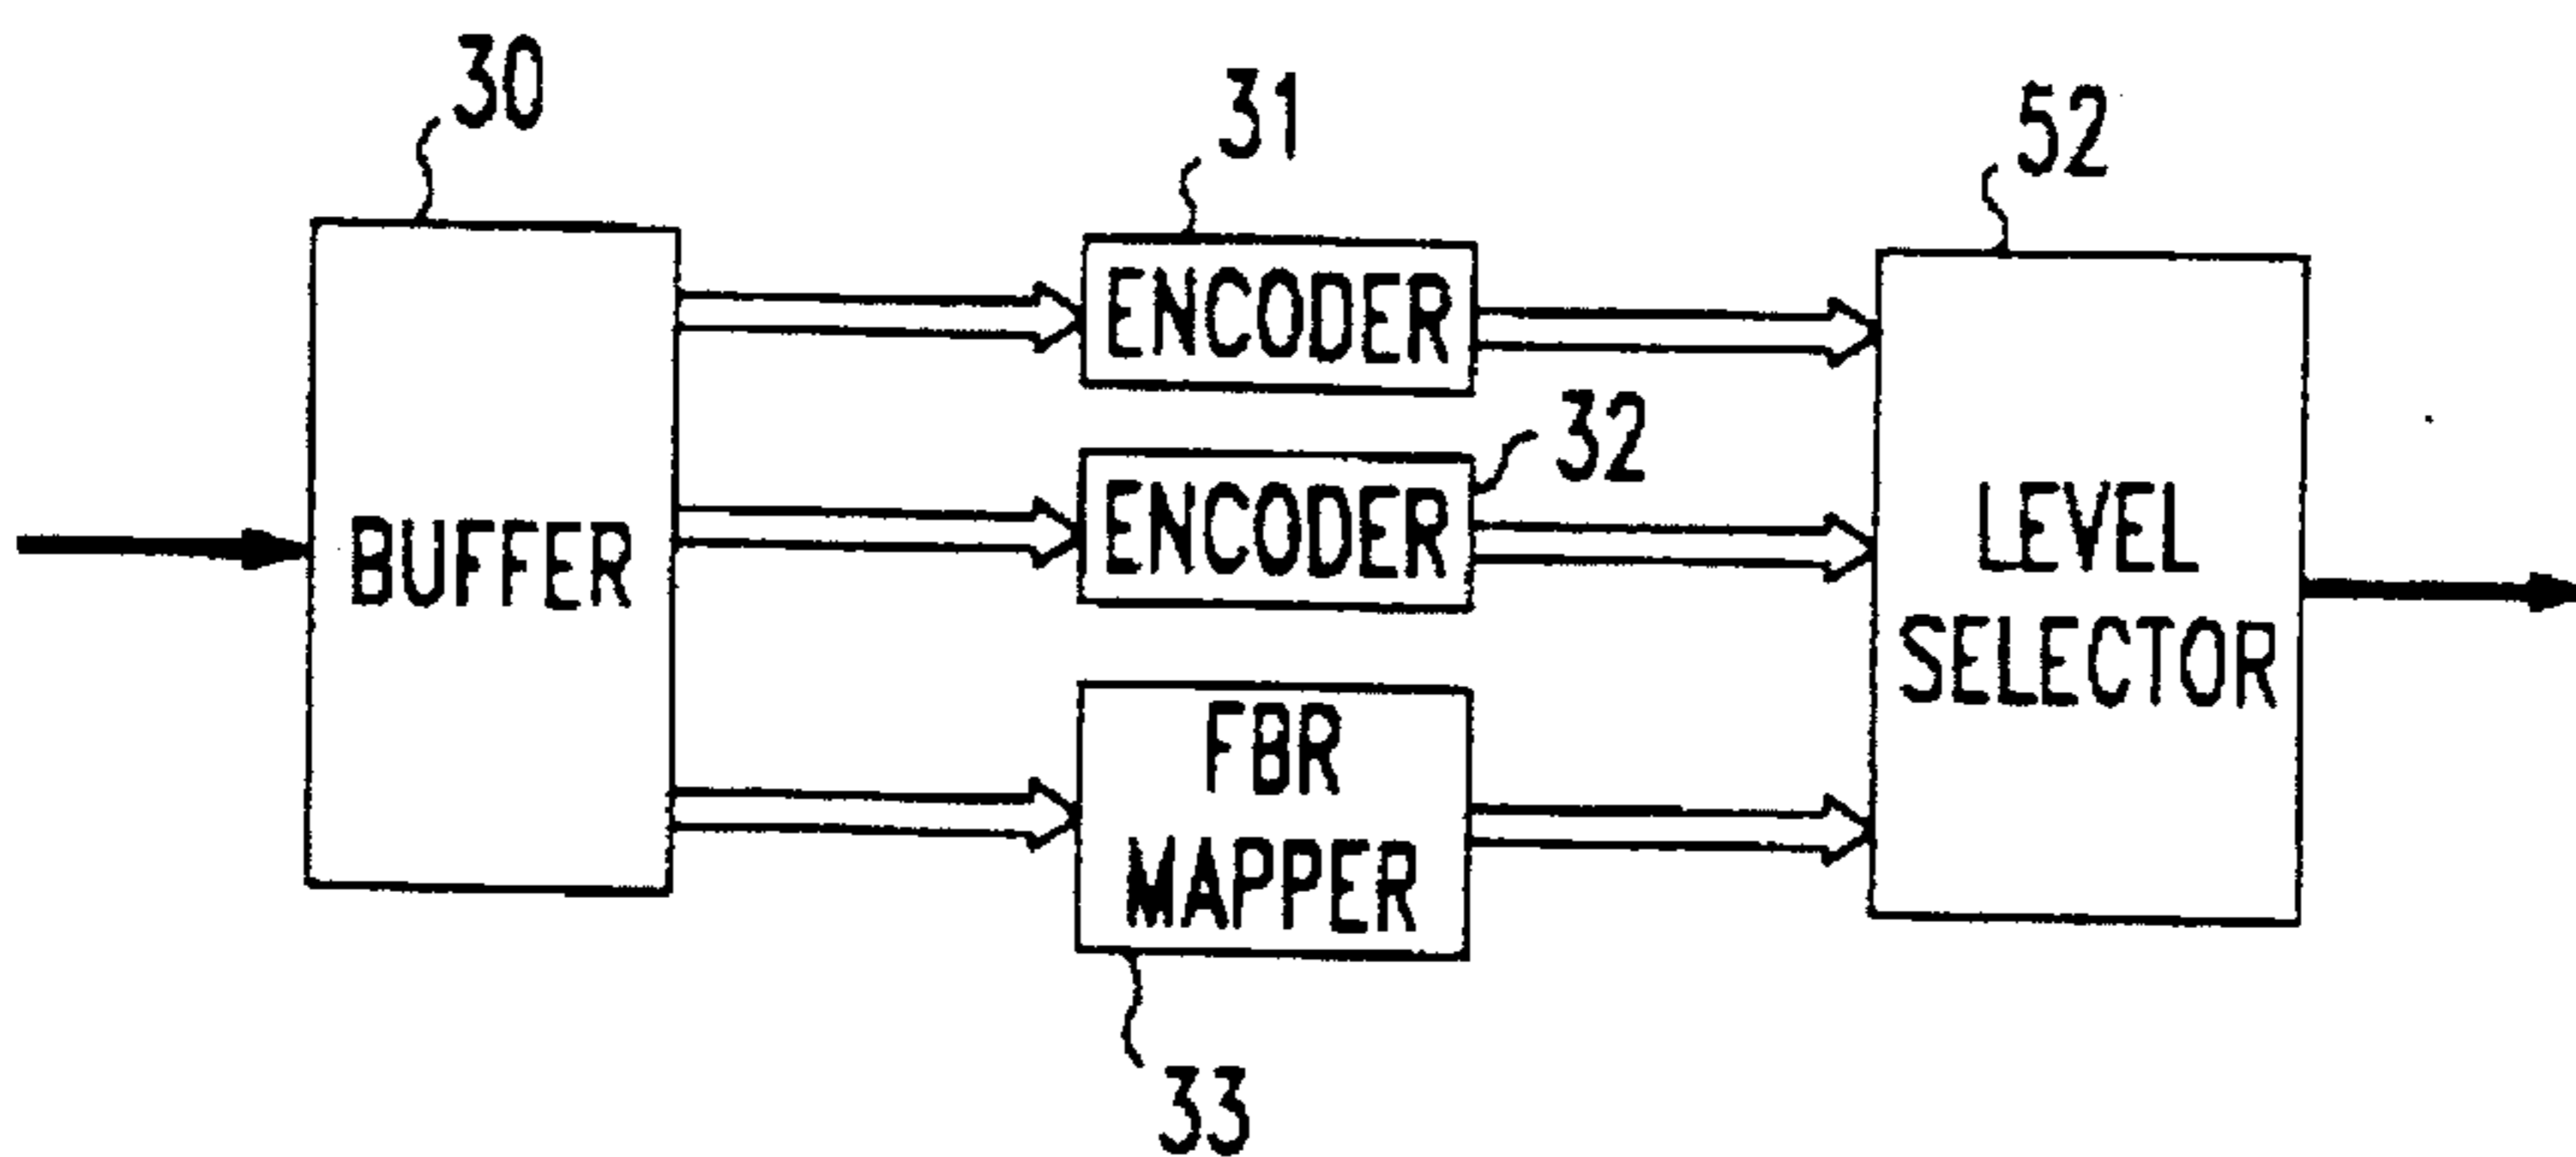 30
31
52
ENCODER
32
BUFFER
ENCODER
LEVEL
SELECTOR
FBR
MAPPER
33